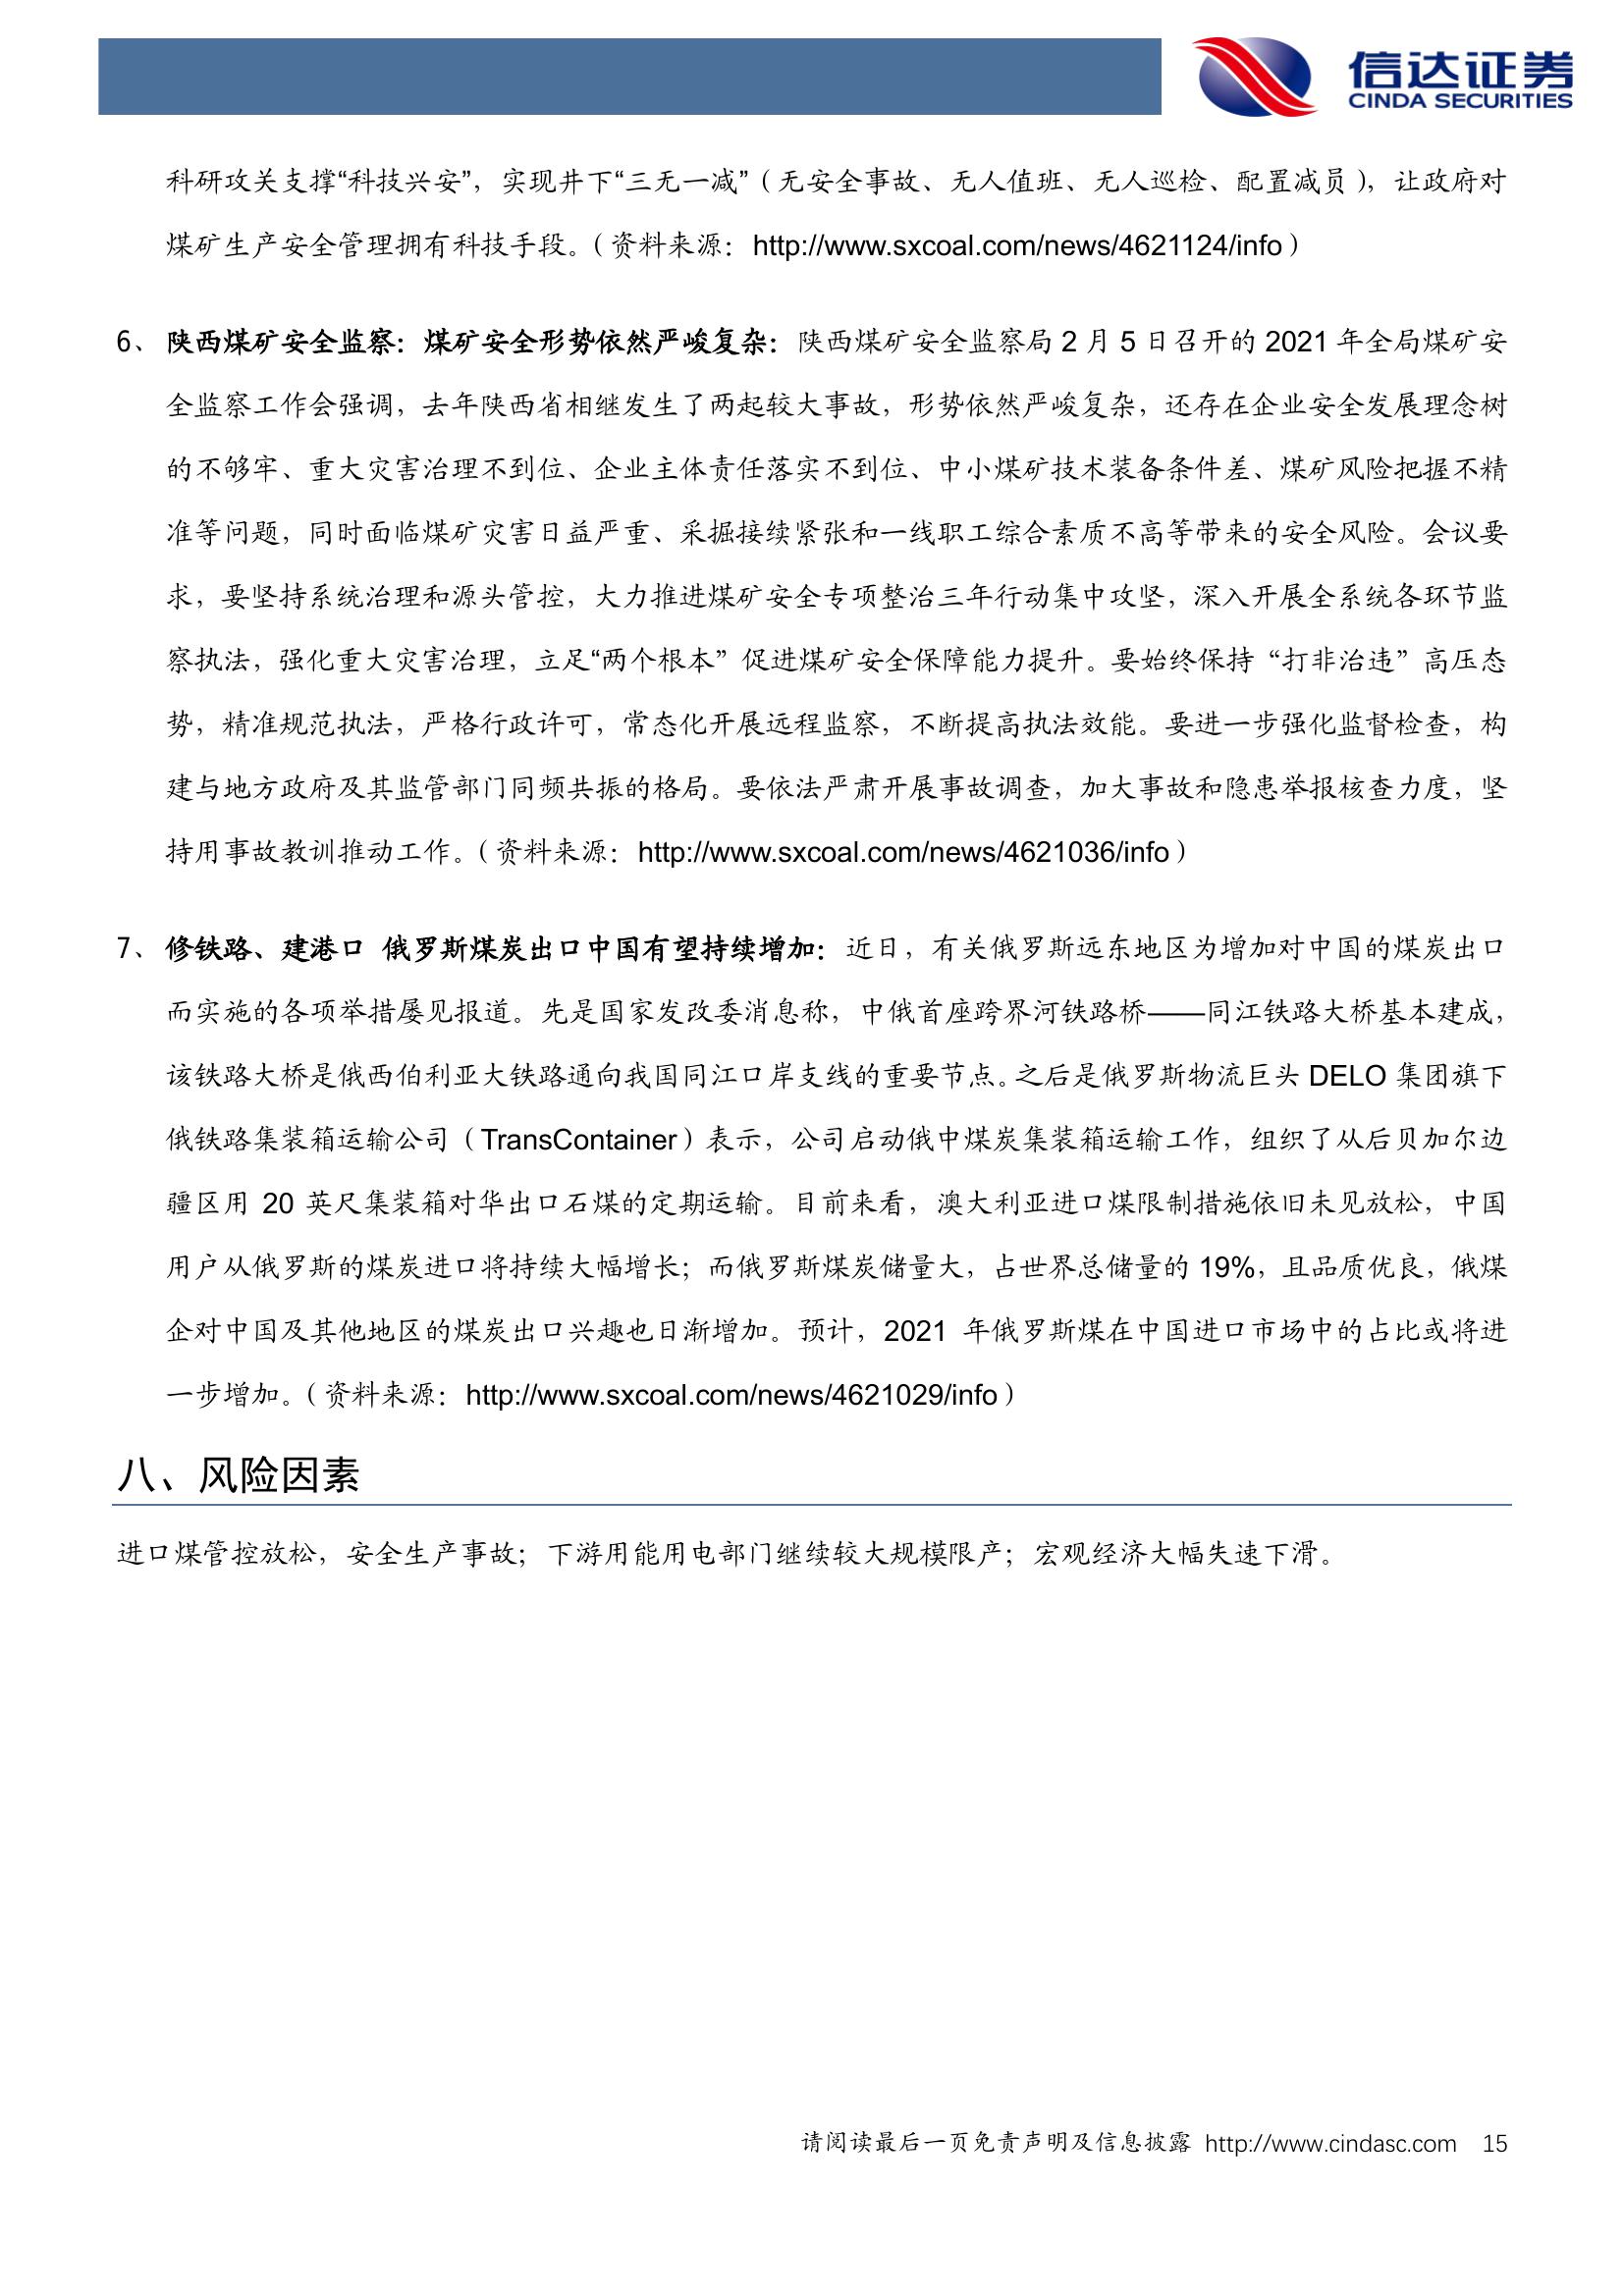 信达证券
CINDA SECURITIES
科研攻关支撑“科技兴安”，实现井下“三无一减”（无安全事故、无人值班、无人巡检、配置减员），让政府对
煤矿生产安全管理拥有科技手段。（资料来源：http://www.sxcoal.com/news/4621124/info）
6、陕西煤矿安全监察：煤矿安全形势依然严峻复杂：陕西煤矿安全监察局 2 月 5 日召开的 2021 年全局煤矿安
全监察工作会强调，去年陕西省相继发生了两起较大事故，形势依然严峻复杂，还存在企业安全发展理念树
的不够牢、重大灾害治理不到位、企业主体责任落实不到位、中小煤矿技术装备条件差、煤矿风险把握不精
准等问题，同时面临煤矿灾害日益严重、采掘接续紧张和一线职工综合素质不高等带来的安全风险。会议要
求，要坚持系统治理和源头管控，大力推进煤矿安全专项整治三年行动集中攻坚，深入开展全系统各环节监
察执法，强化重大灾害治理，立足“两个根本”促进煤矿安全保障能力提升。要始终保持“打非治违”高压态
势，精准规范执法，严格行政许可，常态化开展远程监察，不断提高执法效能。要进一步强化监督检查，构
建与地方政府及其监管部门同频共振的格局。要依法严肃开展事故调查，加大事故和隐患举报核查力度，坚
持用事故教训推动工作。（资料来源：http://www.sxcoal.com/news/4621036/info）
7、修铁路、建港口 俄罗斯煤炭出口中国有望持续增加：近日，有关俄罗斯远东地区为增加对中国的煤炭出口
而实施的各项举措屡见报道。先是国家发改委消息称，中俄首座跨界河铁路桥——同江铁路大桥基本建成，
该铁路大桥是俄西伯利亚大铁路通向我国同江口岸支线的重要节点。之后是俄罗斯物流巨头 DELO 集团旗下
俄铁路集装箱运输公司（TransContainer）表示，公司启动俄中煤炭集装箱运输工作，组织了从后贝加尔边
疆区用 20 英尺集装箱对华出口石煤的定期运输。目前来看，澳大利亚进口煤限制措施依旧未见放松，中国
用户从俄罗斯的煤炭进口将持续大幅增长；而俄罗斯煤炭储量大，占世界总储量的 19%，且品质优良，俄煤
企对中国及其他地区的煤炭出口兴趣也日渐增加。预计，2021 年俄罗斯煤在中国进口市场中的占比或将进
一步增加。（资料来源：http://www.sxcoal.com/news/4621029/info）
八、风险因素
进口煤管控放松，安全生产事故；下游用能用电部门继续较大规模限产；宏观经济大幅失速下滑。
请阅读最后一页免责声明及信息披露 http://www.cindasc.com 15